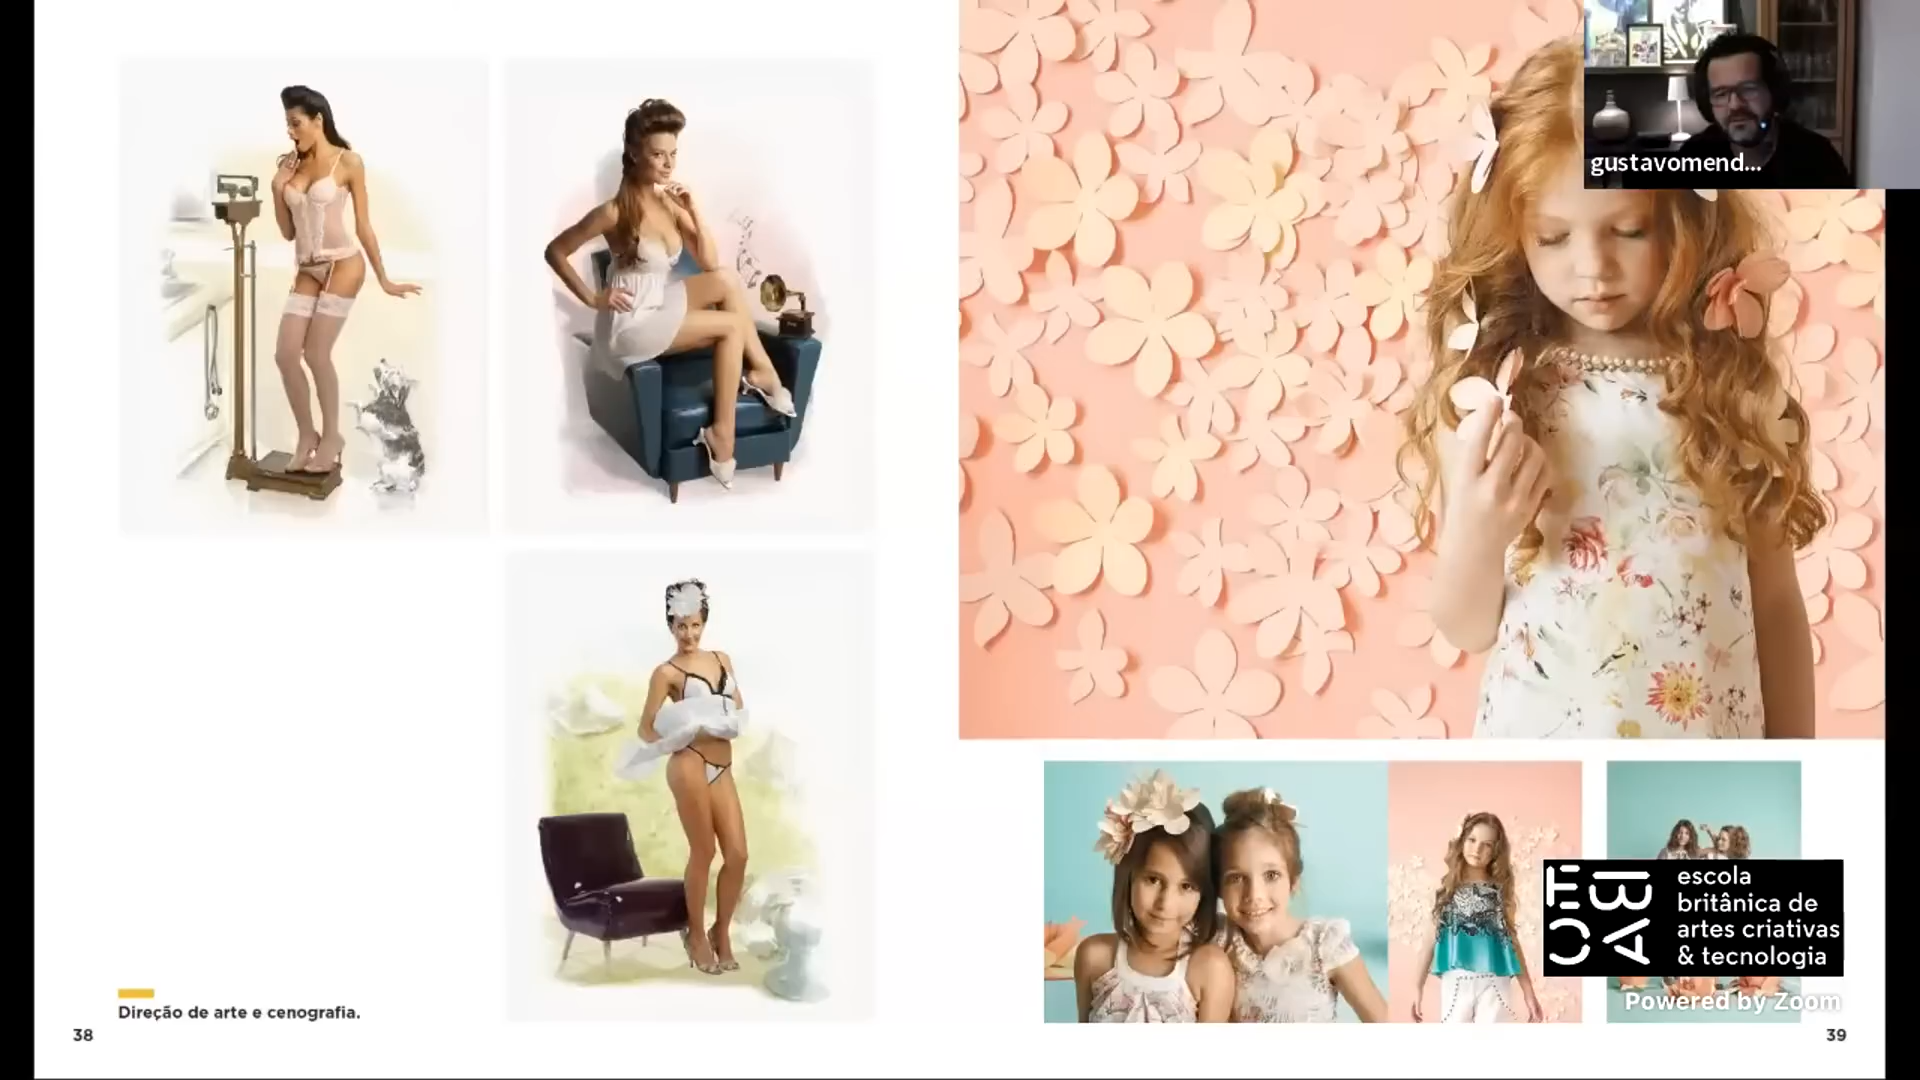 gustavomend...
escola
britânica de
artes criativas
& tecnologia
Powered by Zoom
Direção de arte e cenografia.
38
39